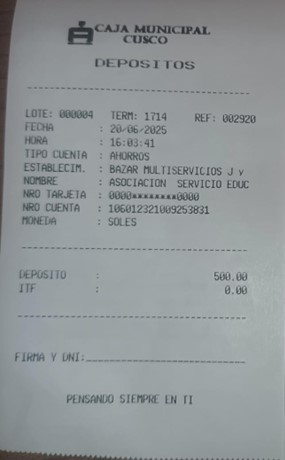 CAJA MUNICIPAL
CUSCO
DEPOSITOS
LOTE: 000004 TERM: 1714 REF: 002920
FECHA : 20/06/2025
HORA : 16:03:41
TIPO CUENTA : AHORROS
ESTABLECIM. : BAZAR MULTISERVICIOS J y
NOMBRE : ASOCIACION SERVICIO EDUC
NRO TARJETA : 0000********0000
NRO CUENTA : 106012321009253831
MONEDA : SOLES
DEPOSITO : 500.00
ITF : 0.00
FIRMA Y DNI:
PENSANDO SIEMPRE EN TI